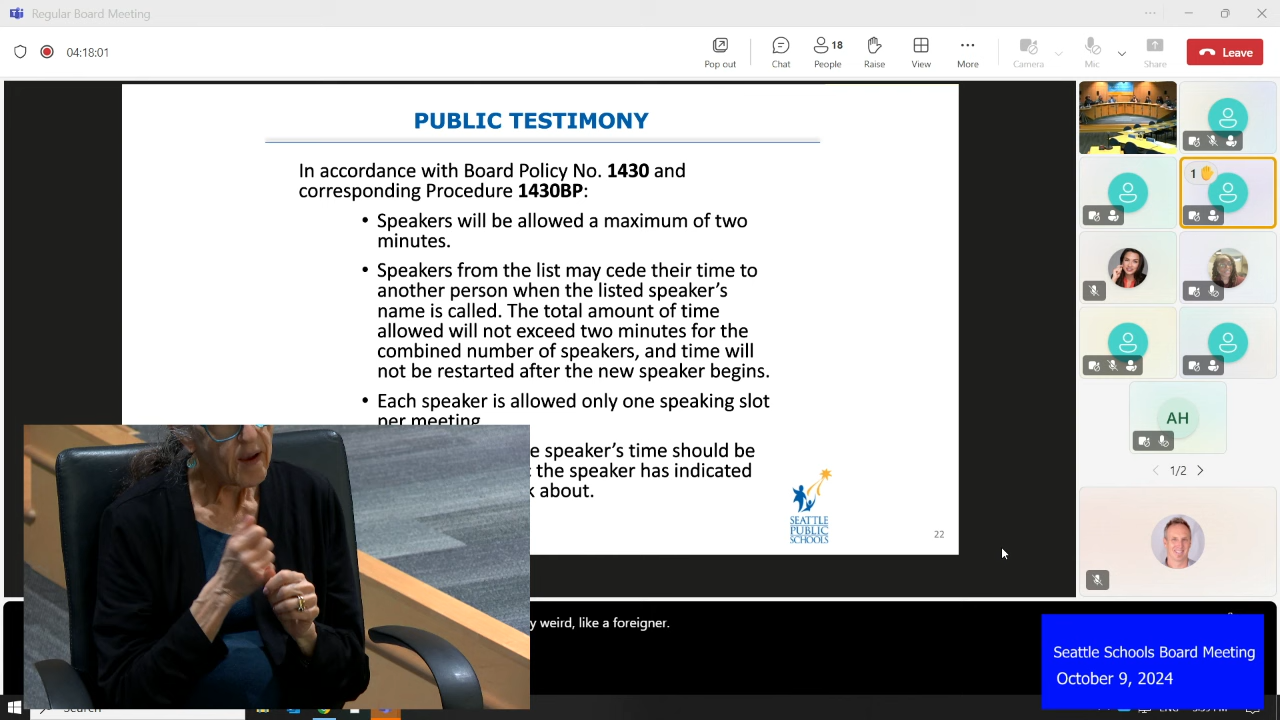 Regular Board Meeting
04:18:01
Pop out
Chat
18
People
Raise
View
More
Camera
Mic
Share
Leave
PUBLIC TESTIMONY
In accordance with Board Policy No. 1430 and
corresponding Procedure 1430BP:
• Speakers will be allowed a maximum of two
minutes.
• Speakers from the list may cede their time to
another person when the listed speaker’s
name is called. The total amount of time
allowed will not exceed two minutes for the
combined number of speakers, and time will
not be restarted after the new speaker begins.
• Each speaker is allowed only one speaking slot
per meeting
speaker’s time should be
the speaker has indicated
about.
SEATTLE
PUBLIC
SCHOOLS
22
1
AH
1/2
weird, like a foreigner.
Seattle Schools Board Meeting
October 9, 2024
Search